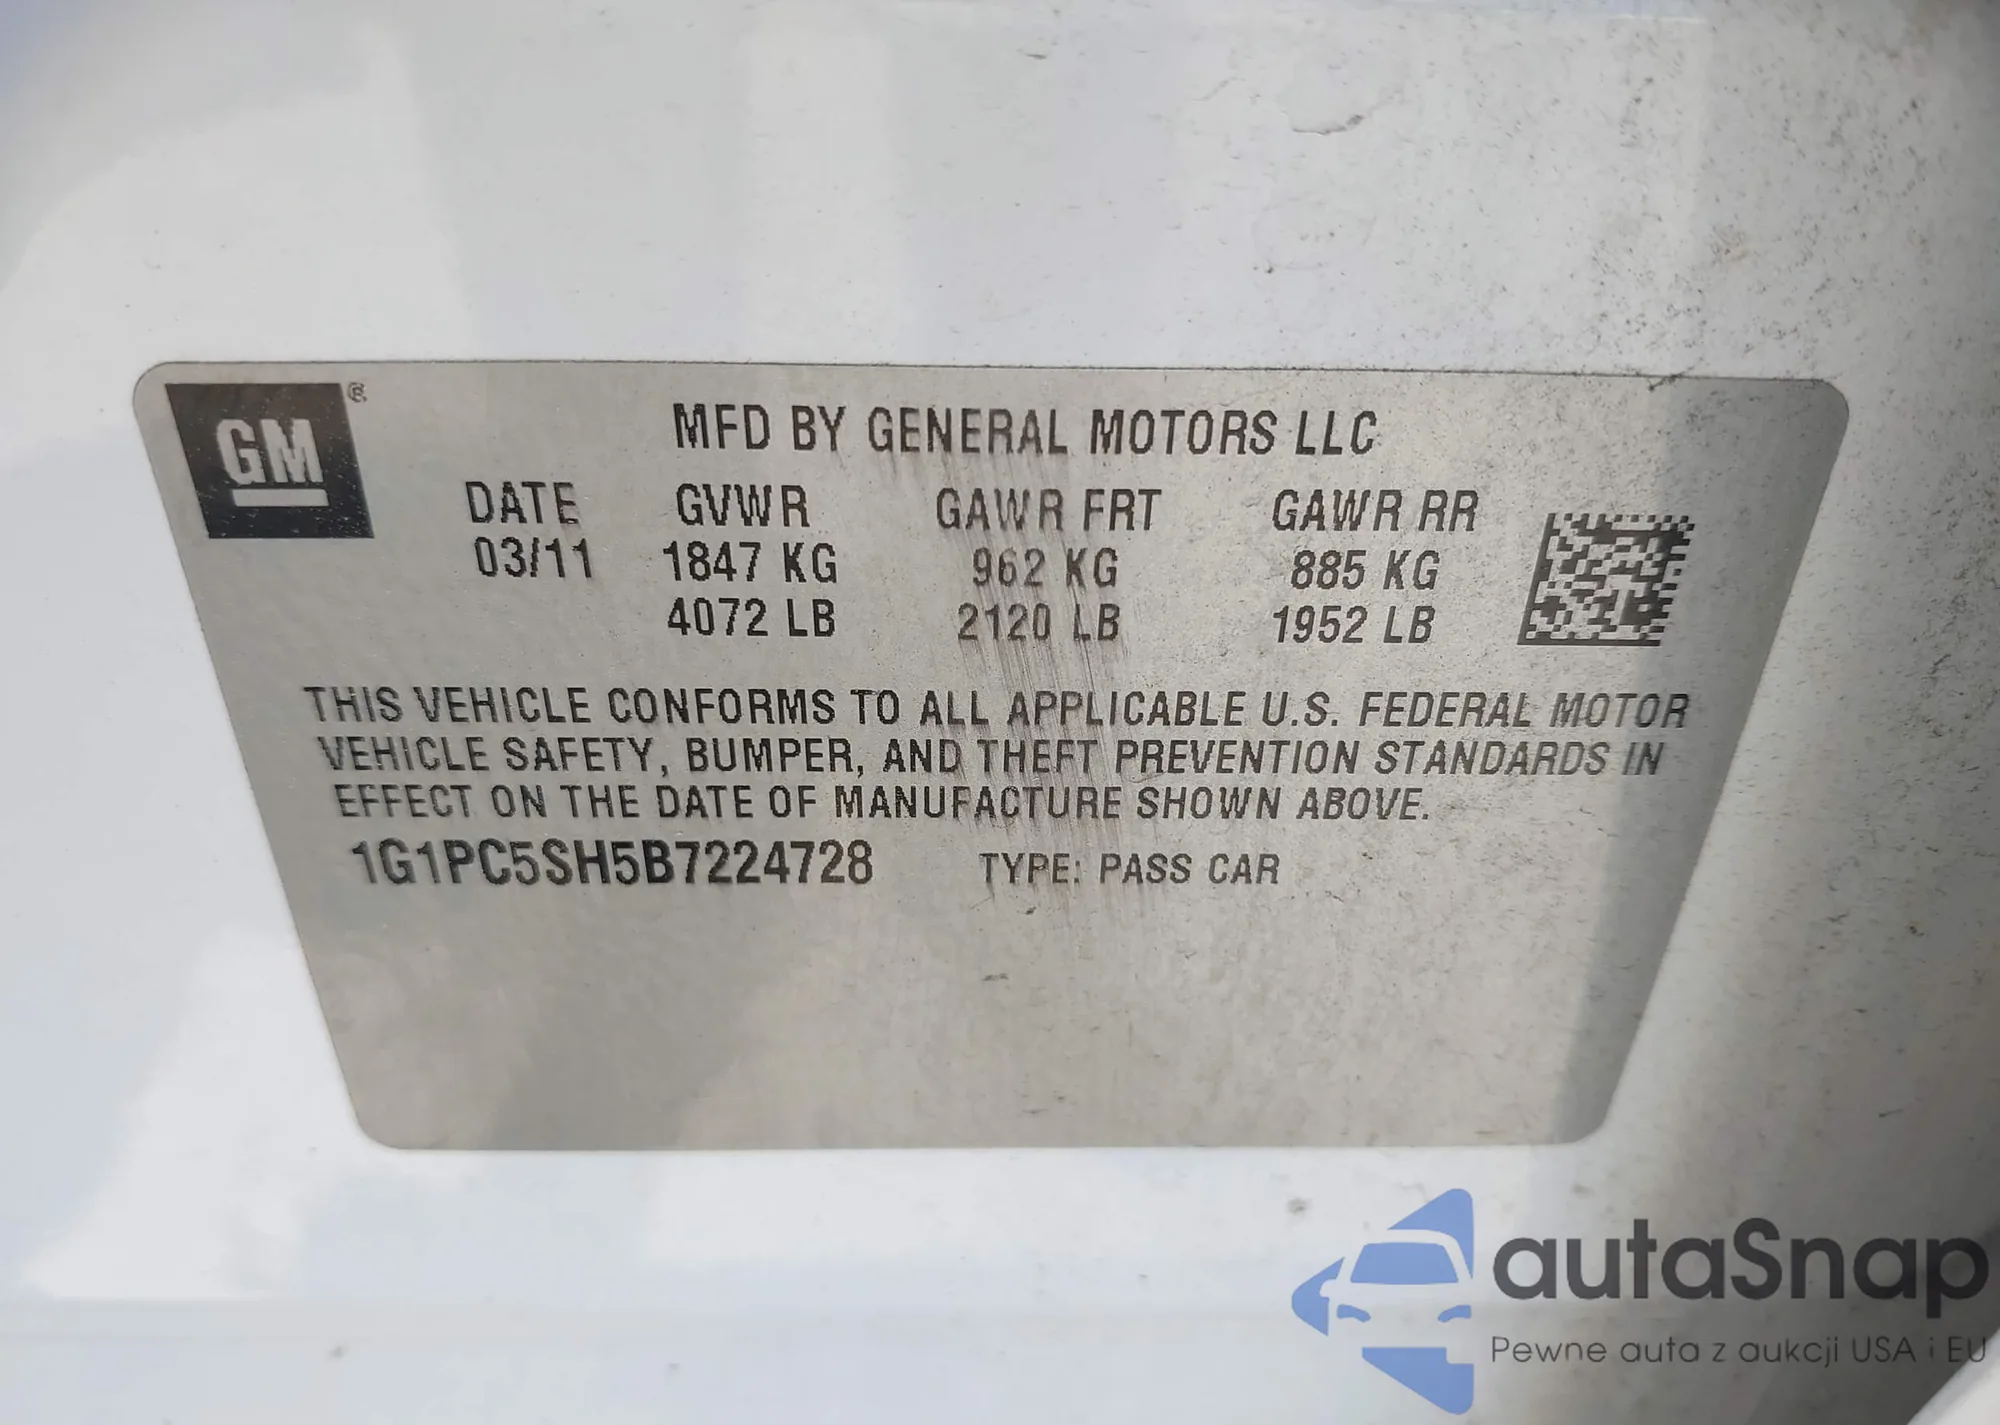 GM®
MFD BY GENERAL MOTORS LLC
DATE GVWR GAWR FRT GAWR RR
03/11 1847 KG 962 KG 885 KG
4072 LB 2120 LB 1952 LB
THIS VEHICLE CONFORMS TO ALL APPLICABLE U.S. FEDERAL MOTOR
VEHICLE SAFETY, BUMPER, AND THEFT PREVENTION STANDARDS IN
EFFECT ON THE DATE OF MANUFACTURE SHOWN ABOVE.
1G1PC5SH5B7224728 TYPE: PASS CAR
autaSnap
Pewne auta z aukcji USA i EU